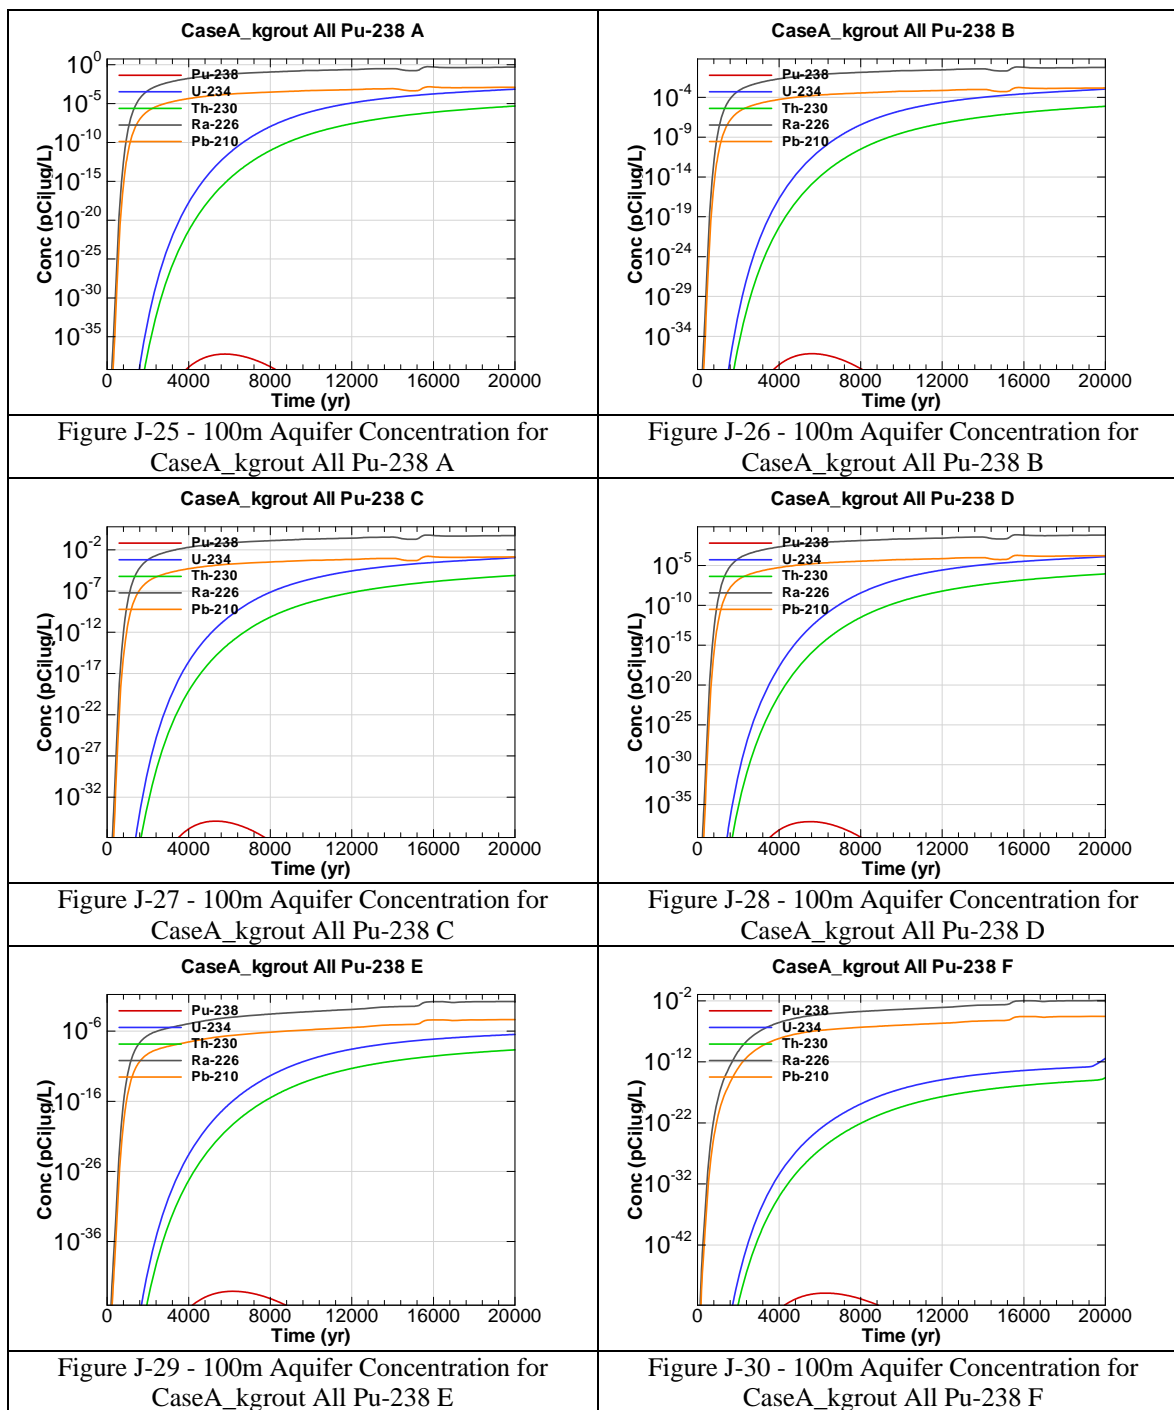 CaseA_kgrout All Pu-238 A
Conc (pCi|ug/L)
10^0
10^-5
10^-10
10^-15
10^-20
10^-25
10^-30
10^-35
Pu-238
U-234
Th-230
Ra-226
Pb-210
0 4000 8000 12000 16000 20000
Time (yr)
Figure J-25 - 100m Aquifer Concentration for
CaseA_kgrout All Pu-238 A
CaseA_kgrout All Pu-238 B
Conc (pCi|ug/L)
10^-4
10^-9
10^-14
10^-19
10^-24
10^-29
10^-34
Pu-238
U-234
Th-230
Ra-226
Pb-210
0 4000 8000 12000 16000 20000
Time (yr)
Figure J-26 - 100m Aquifer Concentration for
CaseA_kgrout All Pu-238 B
CaseA_kgrout All Pu-238 C
Conc (pCi|ug/L)
10^-2
10^-7
10^-12
10^-17
10^-22
10^-27
10^-32
Pu-238
U-234
Th-230
Ra-226
Pb-210
0 4000 8000 12000 16000 20000
Time (yr)
Figure J-27 - 100m Aquifer Concentration for
CaseA_kgrout All Pu-238 C
CaseA_kgrout All Pu-238 D
Conc (pCi|ug/L)
10^-5
10^-10
10^-15
10^-20
10^-25
10^-30
10^-35
Pu-238
U-234
Th-230
Ra-226
Pb-210
0 4000 8000 12000 16000 20000
Time (yr)
Figure J-28 - 100m Aquifer Concentration for
CaseA_kgrout All Pu-238 D
CaseA_kgrout All Pu-238 E
Conc (pCi|ug/L)
10^-6
10^-16
10^-26
10^-36
Pu-238
U-234
Th-230
Ra-226
Pb-210
0 4000 8000 12000 16000 20000
Time (yr)
Figure J-29 - 100m Aquifer Concentration for
CaseA_kgrout All Pu-238 E
CaseA_kgrout All Pu-238 F
Conc (pCi|ug/L)
10^-2
10^-12
10^-22
10^-32
10^-42
Pu-238
U-234
Th-230
Ra-226
Pb-210
0 4000 8000 12000 16000 20000
Time (yr)
Figure J-30 - 100m Aquifer Concentration for
CaseA_kgrout All Pu-238 F